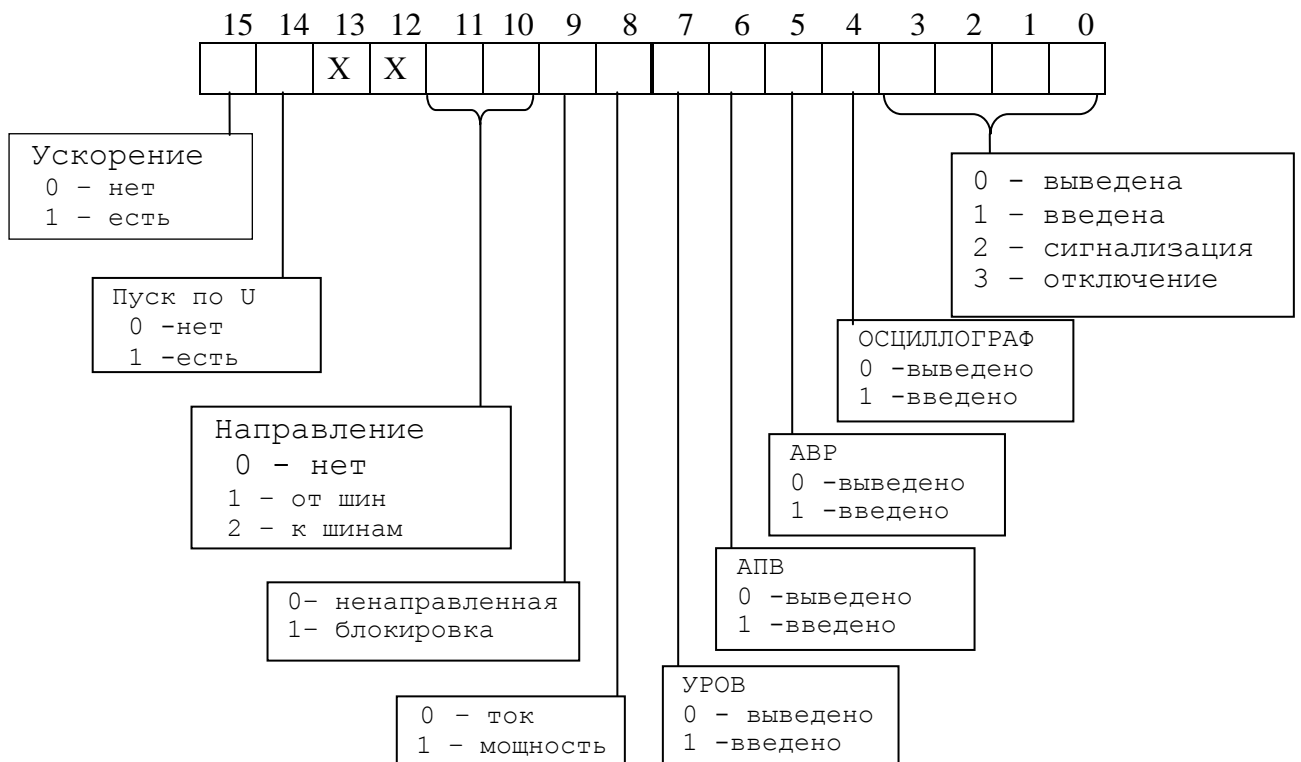 15 14 13 12 11 10 9 8 7 6 5 4 3 2 1 0
X X
Ускорение
0 – нет
1 – есть
0 - выведена
1 – введена
2 – сигнализация
3 – отключение
Пуск по U
0 -нет
1 -есть
ОСЦИЛЛОГРАФ
0 -выведено
1 -введено
Направление
0 - нет
1 – от шин
2 – к шинам
АВР
0 -выведено
1 -введено
АПВ
0 -выведено
1 -введено
0– ненаправленная
1– блокировка
УРОВ
0 - выведено
1 -введено
0 – ток
1 – мощность